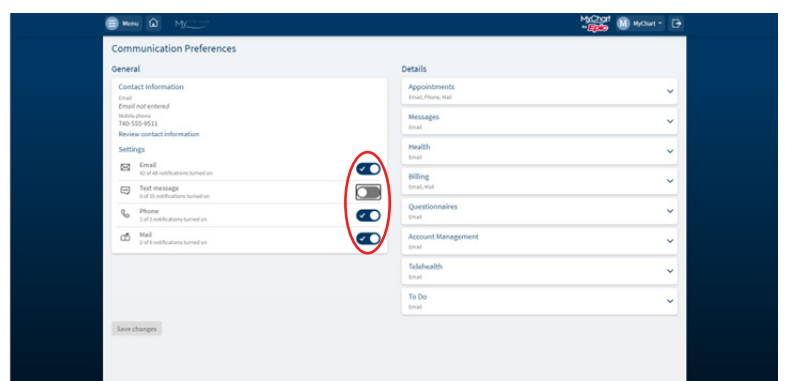 Menu
My
MyChart
by Epic
M
MyChart
Communication Preferences
General
Contact Information
Email
Email not entered
Mobile phone
740-555-9511
Review contact information
Settings
Email
42 of 48 notifications turned on
Text message
0 of 35 notifications turned on
Phone
1 of 3 notifications turned on
Mail
2 of 6 notifications turned on
Save changes
Details
Appointments
Email, Phone, Mail
Messages
Email
Health
Email
Billing
Email, Mail
Questionnaires
Email
Account Management
Email
Telehealth
Email
To Do
Email